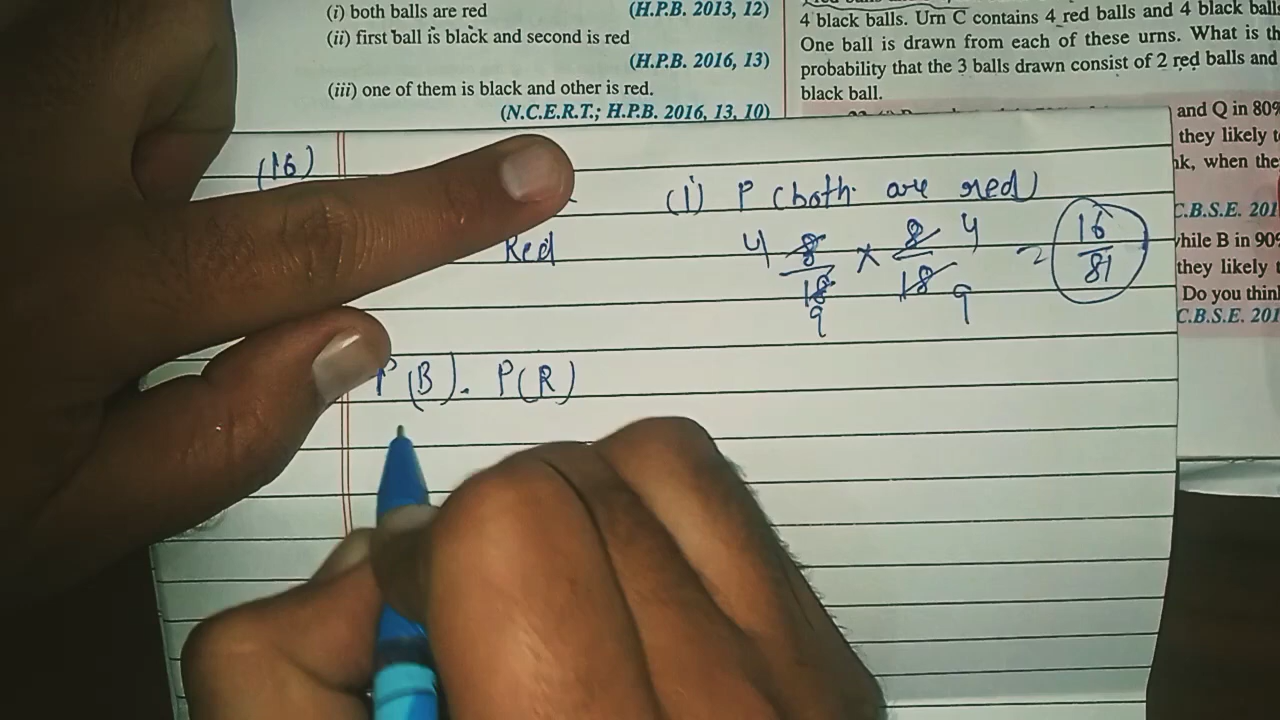 (i) both balls are red (H.P.B. 2013, 12)
(ii) first ball is black and second is red
(H.P.B. 2016, 13)
(iii) one of them is black and other is red.
(N.C.E.R.T.; H.P.B. 2016, 13, 10)
4 black balls. Urn C contains 4 red balls and 4 black balls
One ball is drawn from each of these urns. What is th
probability that the 3 balls drawn consist of 2 red balls and
black ball.
and Q in 80%
they likely t
nk, when the
C.B.S.E. 201
hile B in 90%
they likely t
Do you thin
C.B.S.E. 201
(16)
Red
(i) P (both are red)
4 8/18 9 × 8/18 4 9 = 16/81
P(B). P(R)